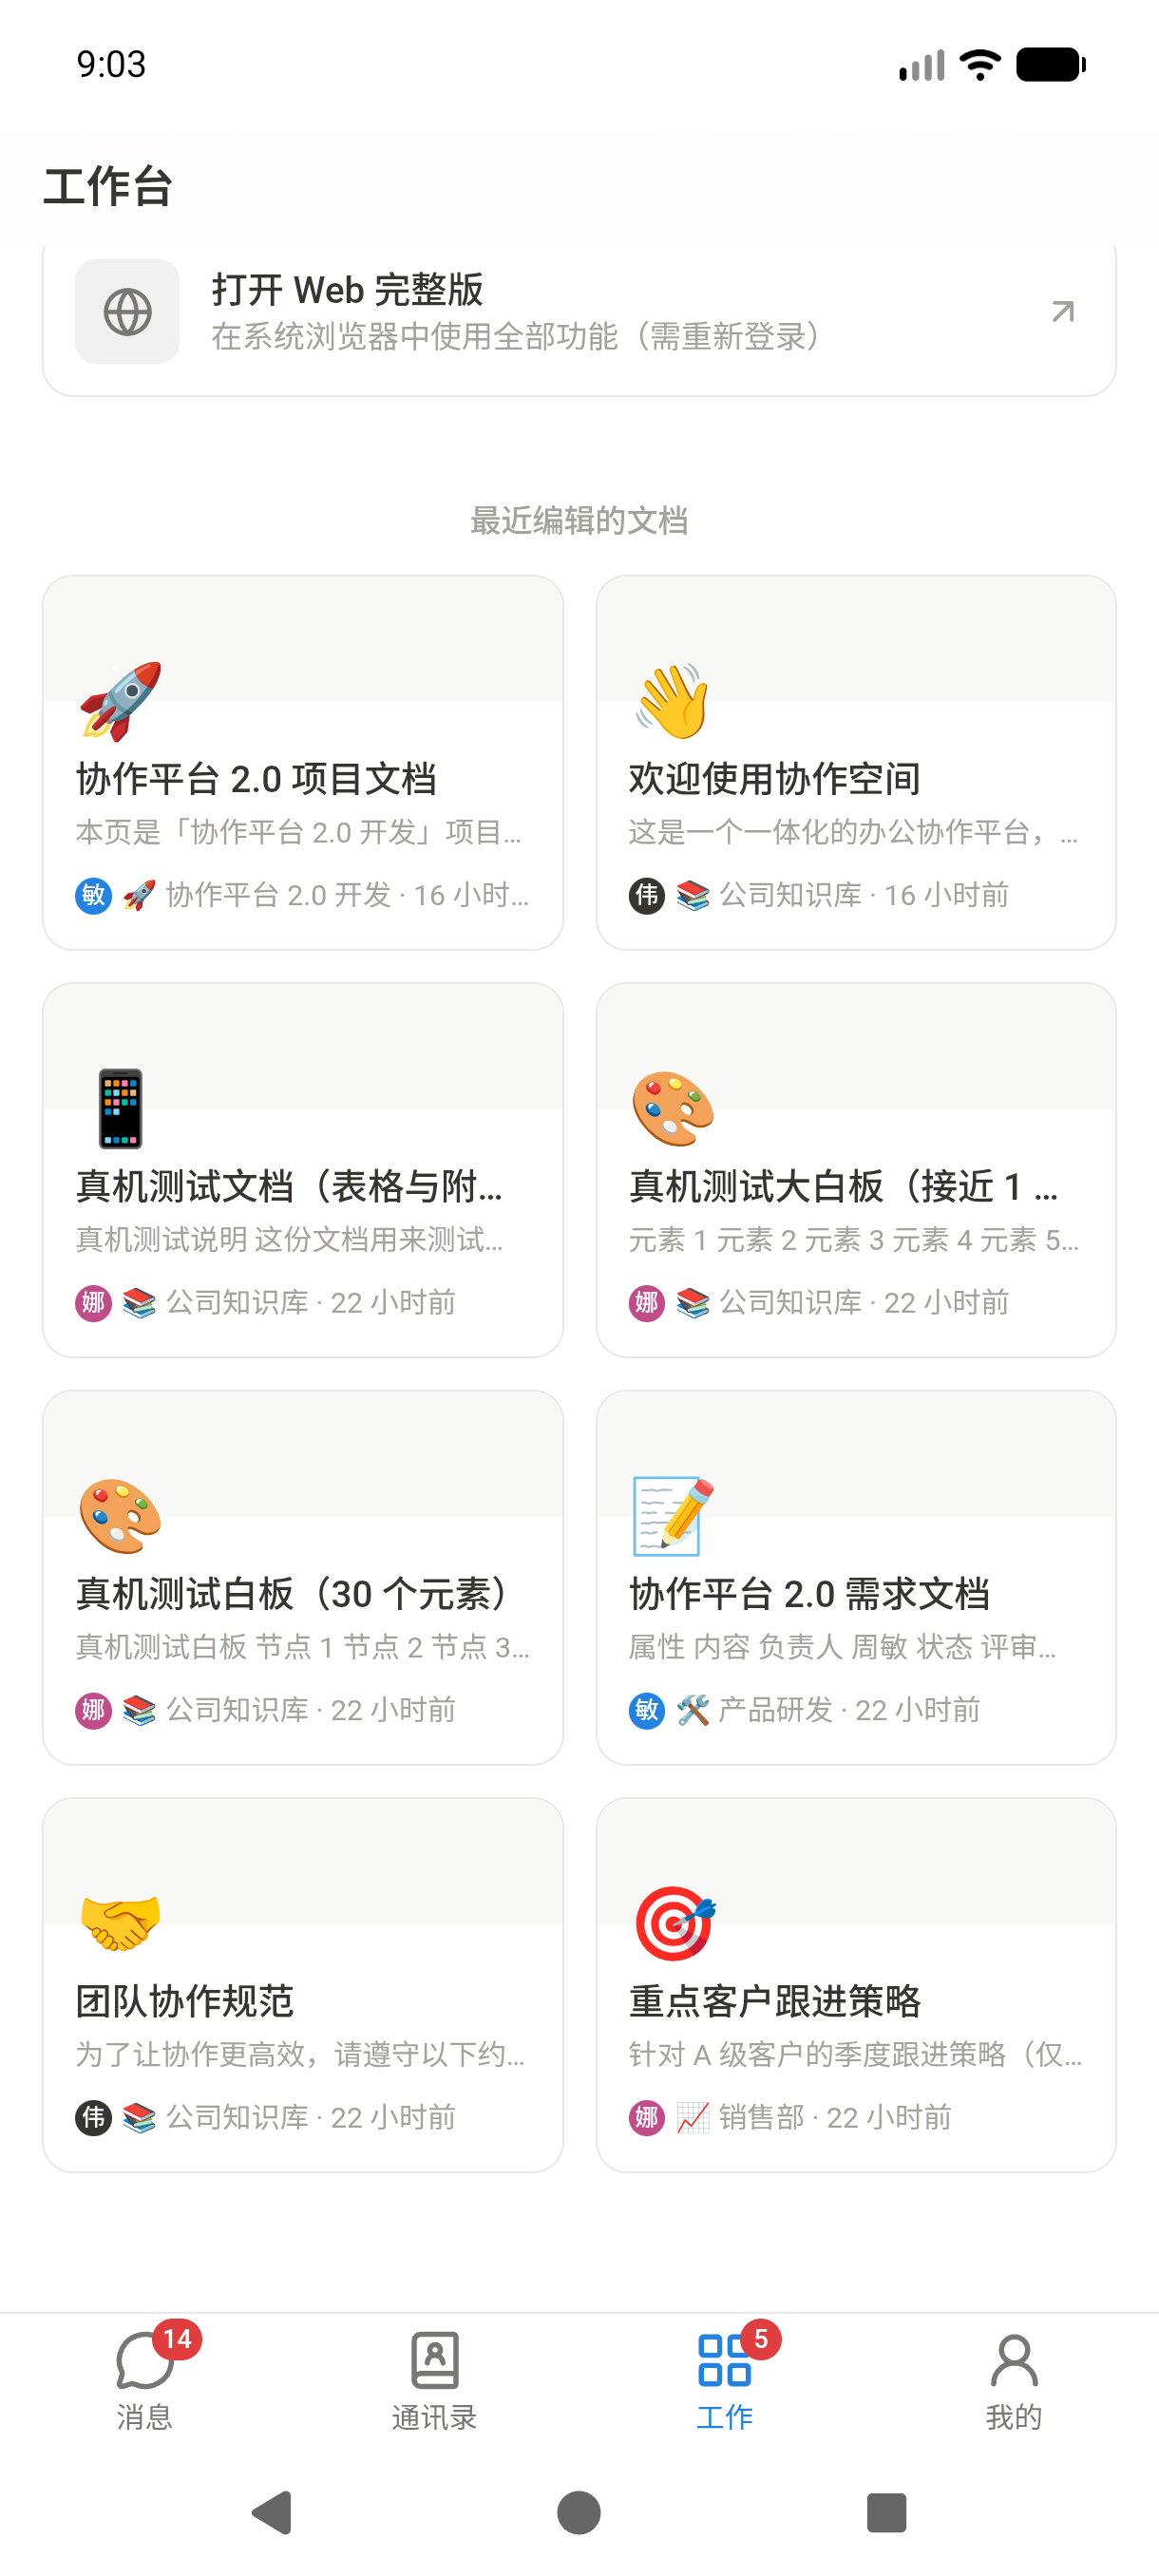 9:03
工作台
打开 Web 完整版
在系统浏览器中使用全部功能（需重新登录）
最近编辑的文档
协作平台 2.0 项目文档
本页是「协作平台 2.0 开发」项目...
敏 协作平台 2.0 开发 · 16 小时...
欢迎使用协作空间
这是一个一体化的办公协作平台，...
伟 公司知识库 · 16 小时前
真机测试文档（表格与附...
真机测试说明 这份文档用来测试...
娜 公司知识库 · 22 小时前
真机测试大白板（接近 1 ...
元素 1 元素 2 元素 3 元素 4 元素 5...
娜 公司知识库 · 22 小时前
真机测试白板（30 个元素）
真机测试白板 节点 1 节点 2 节点 3...
娜 公司知识库 · 22 小时前
协作平台 2.0 需求文档
属性 内容 负责人 周敏 状态 评审...
敏 产品研发 · 22 小时前
团队协作规范
为了让协作更高效，请遵守以下约...
伟 公司知识库 · 22 小时前
重点客户跟进策略
针对 A 级客户的季度跟进策略（仅...
娜 销售部 · 22 小时前
14
5
消息
通讯录
工作
我的